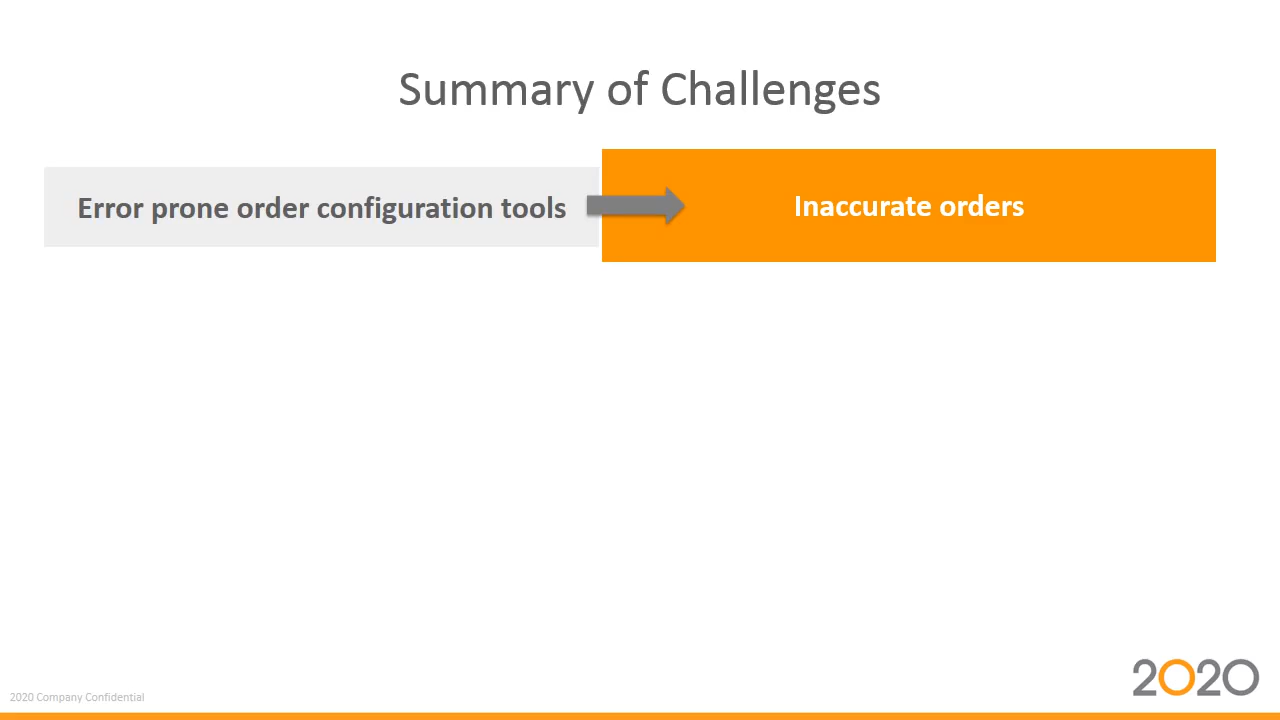 Summary of Challenges
Error prone order configuration tools
Inaccurate orders
2020 Company Confidential
2020